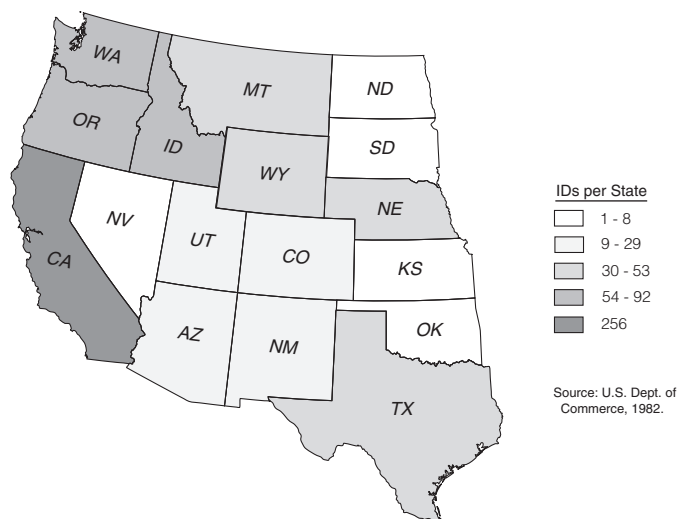 WA
MT
ND
OR
ID
SD
WY
NE
NV
UT
CO
KS
CA
AZ
NM
OK
TX
IDs per State
1 - 8
9 - 29
30 - 53
54 - 92
256
Source: U.S. Dept. of
Commerce, 1982.